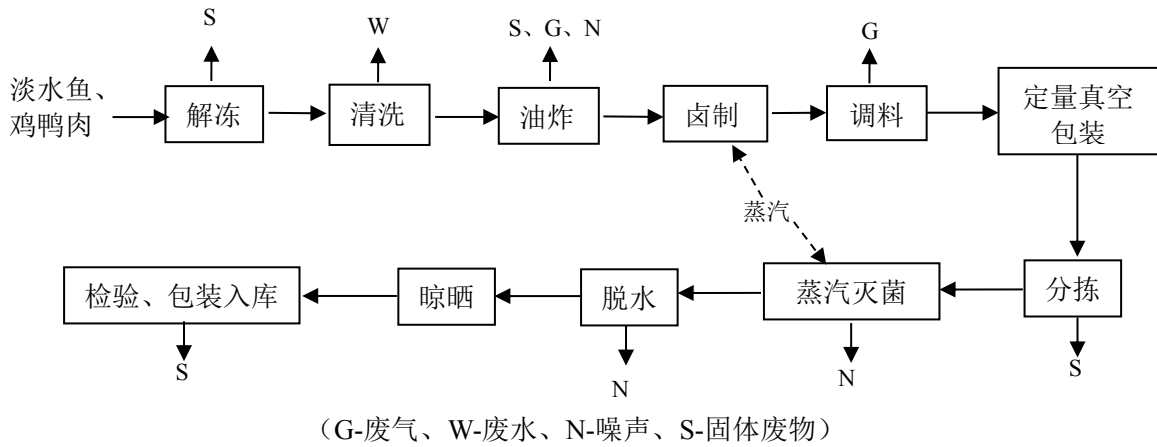 S
W
S、G、N
G
淡水鱼、
鸡鸭肉
解冻
清洗
油炸
卤制
调料
定量真空
包装
蒸汽
检验、包装入库
晾晒
脱水
蒸汽灭菌
分拣
S
N
N
S
（G-废气、W-废水、N-噪声、S-固体废物）